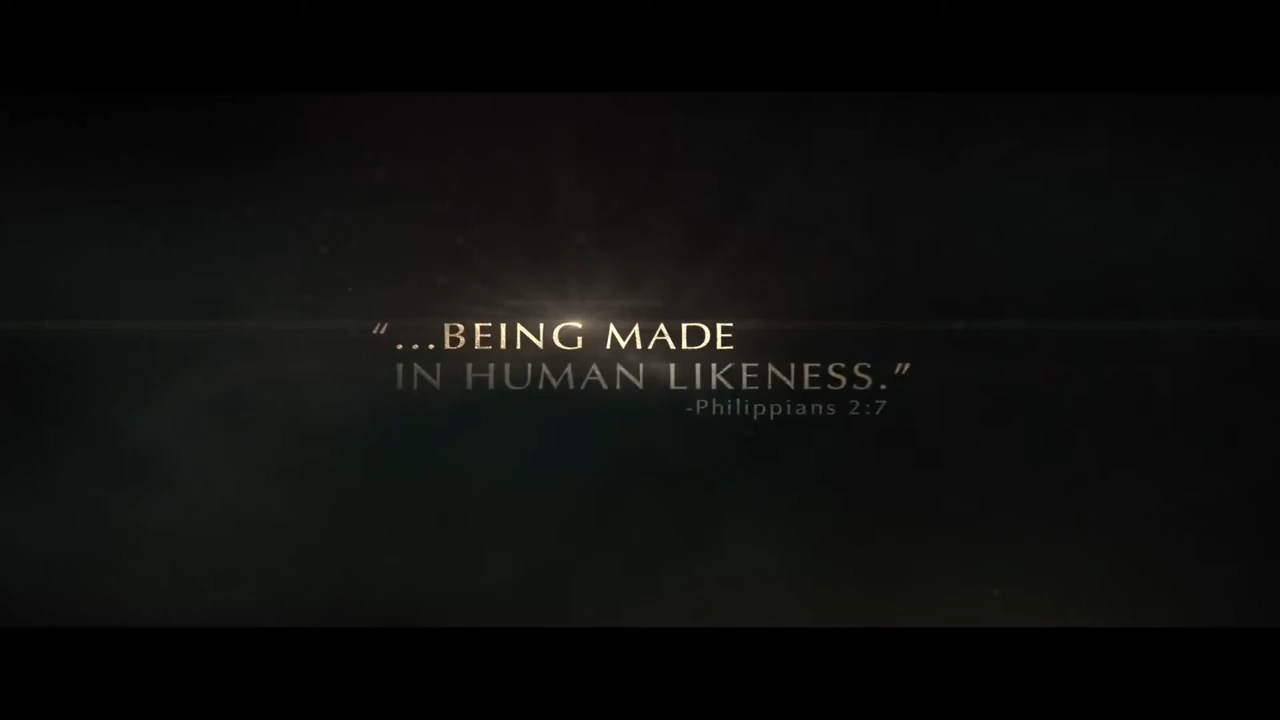 “...BEING MADE
IN HUMAN LIKENESS.”
-Philippians 2:7